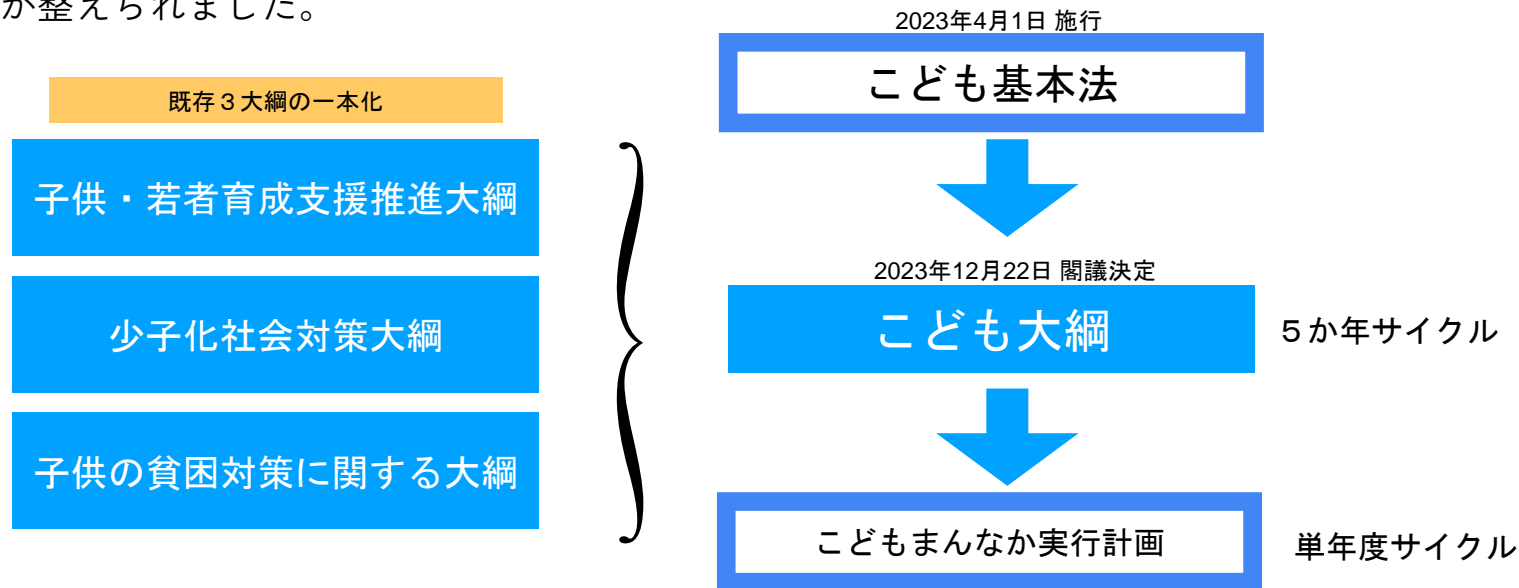 が整えられました。
既存３大綱の一本化
子供・若者育成支援推進大綱
少子化社会対策大綱
子供の貧困対策に関する大綱
2023年4月1日 施行
こども基本法
2023年12月22日 閣議決定
こども大綱
５か年サイクル
こどもまんなか実行計画
単年度サイクル